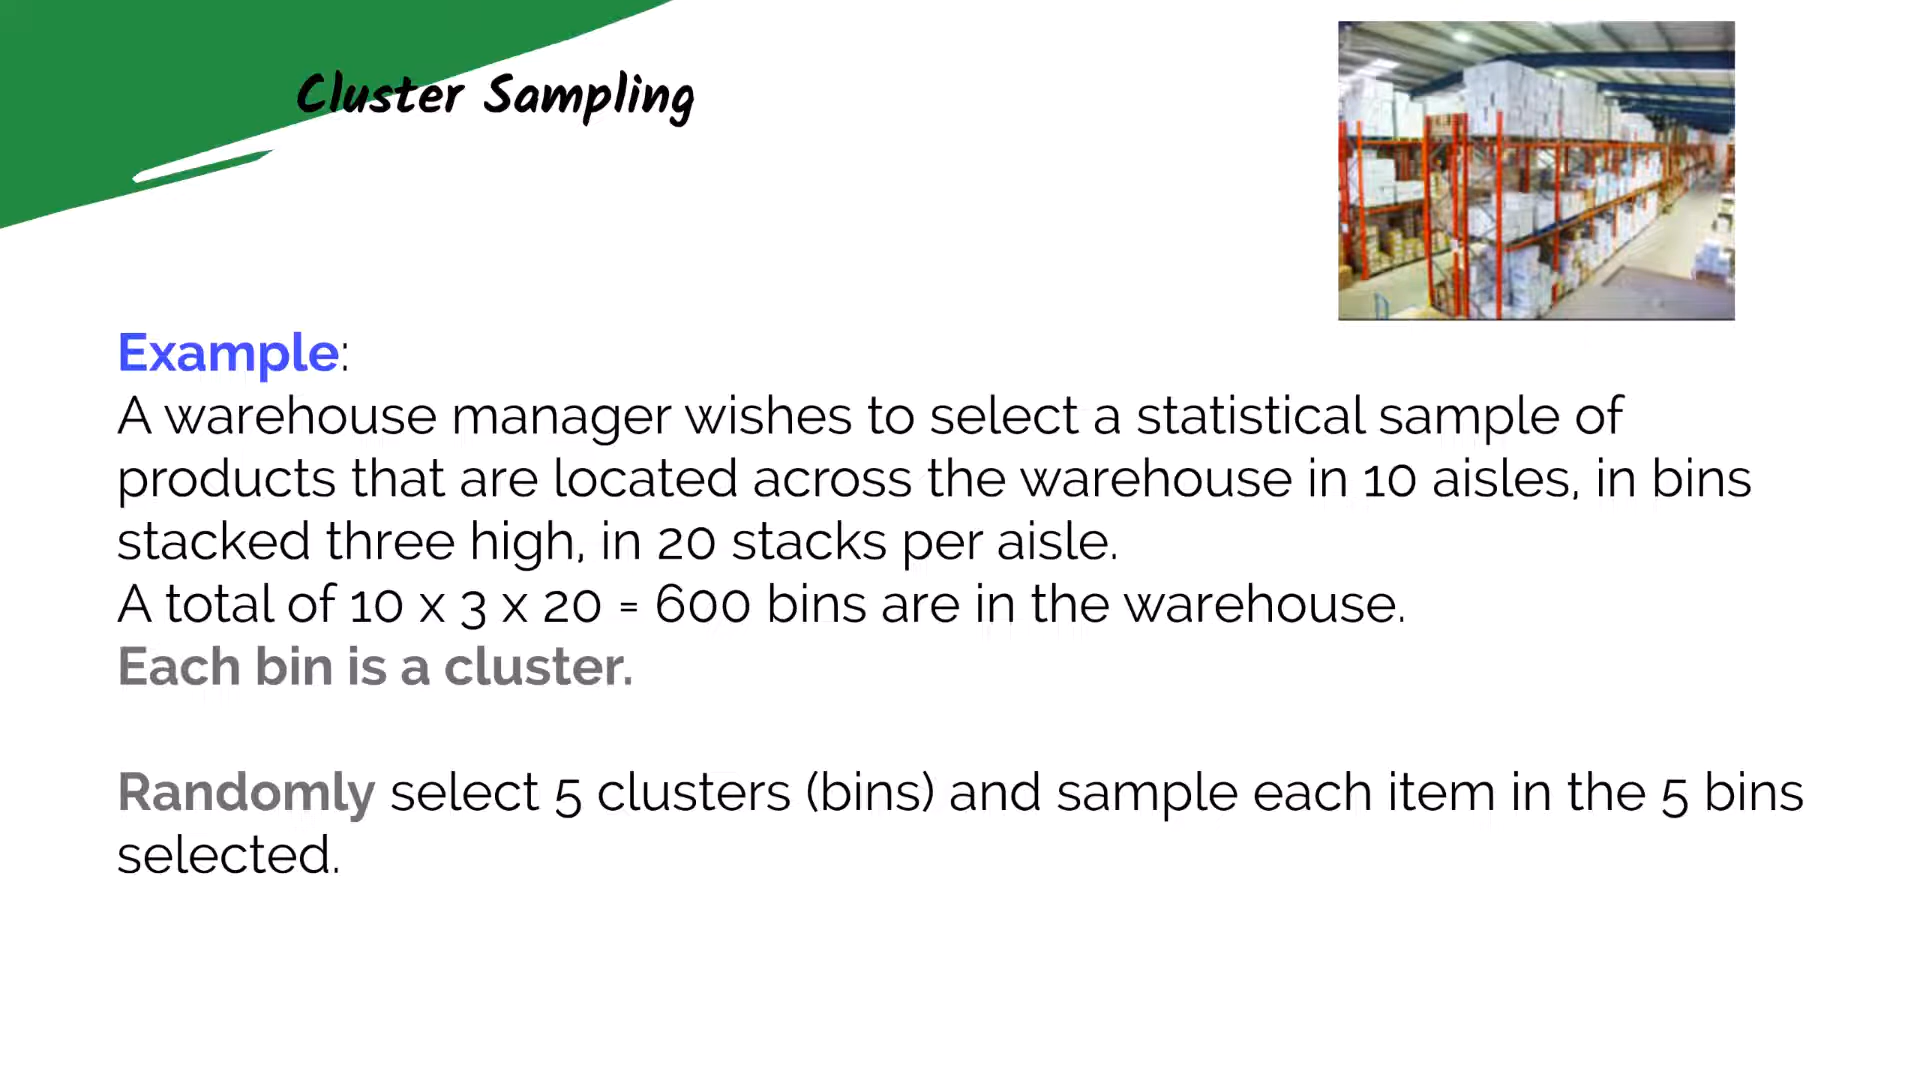 Cluster Sampling
Example:
A warehouse manager wishes to select a statistical sample of
products that are located across the warehouse in 10 aisles, in bins
stacked three high, in 20 stacks per aisle.
A total of 10 x 3 x 20 = 600 bins are in the warehouse.
Each bin is a cluster.
Randomly select 5 clusters (bins) and sample each item in the 5 bins
selected.